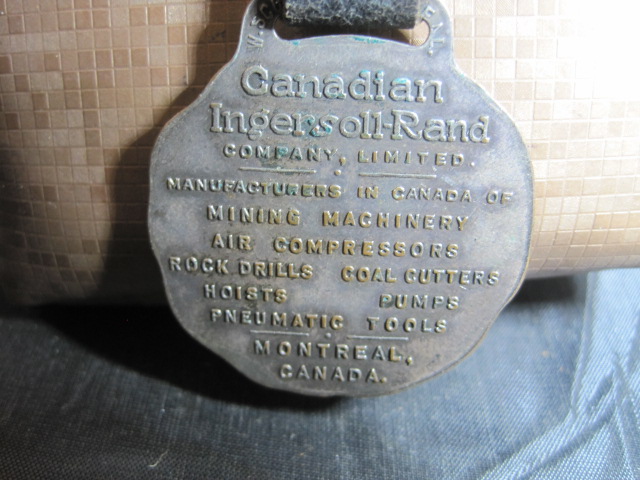 Canadian
Ingersoll-Rand
COMPANY, LIMITED.
MANUFACTURERS IN CANADA OF
MINING MACHINERY
AIR COMPRESSORS
ROCK DRILLS COAL CUTTERS
HOISTS PUMPS
PNEUMATIC TOOLS
MONTREAL,
CANADA.